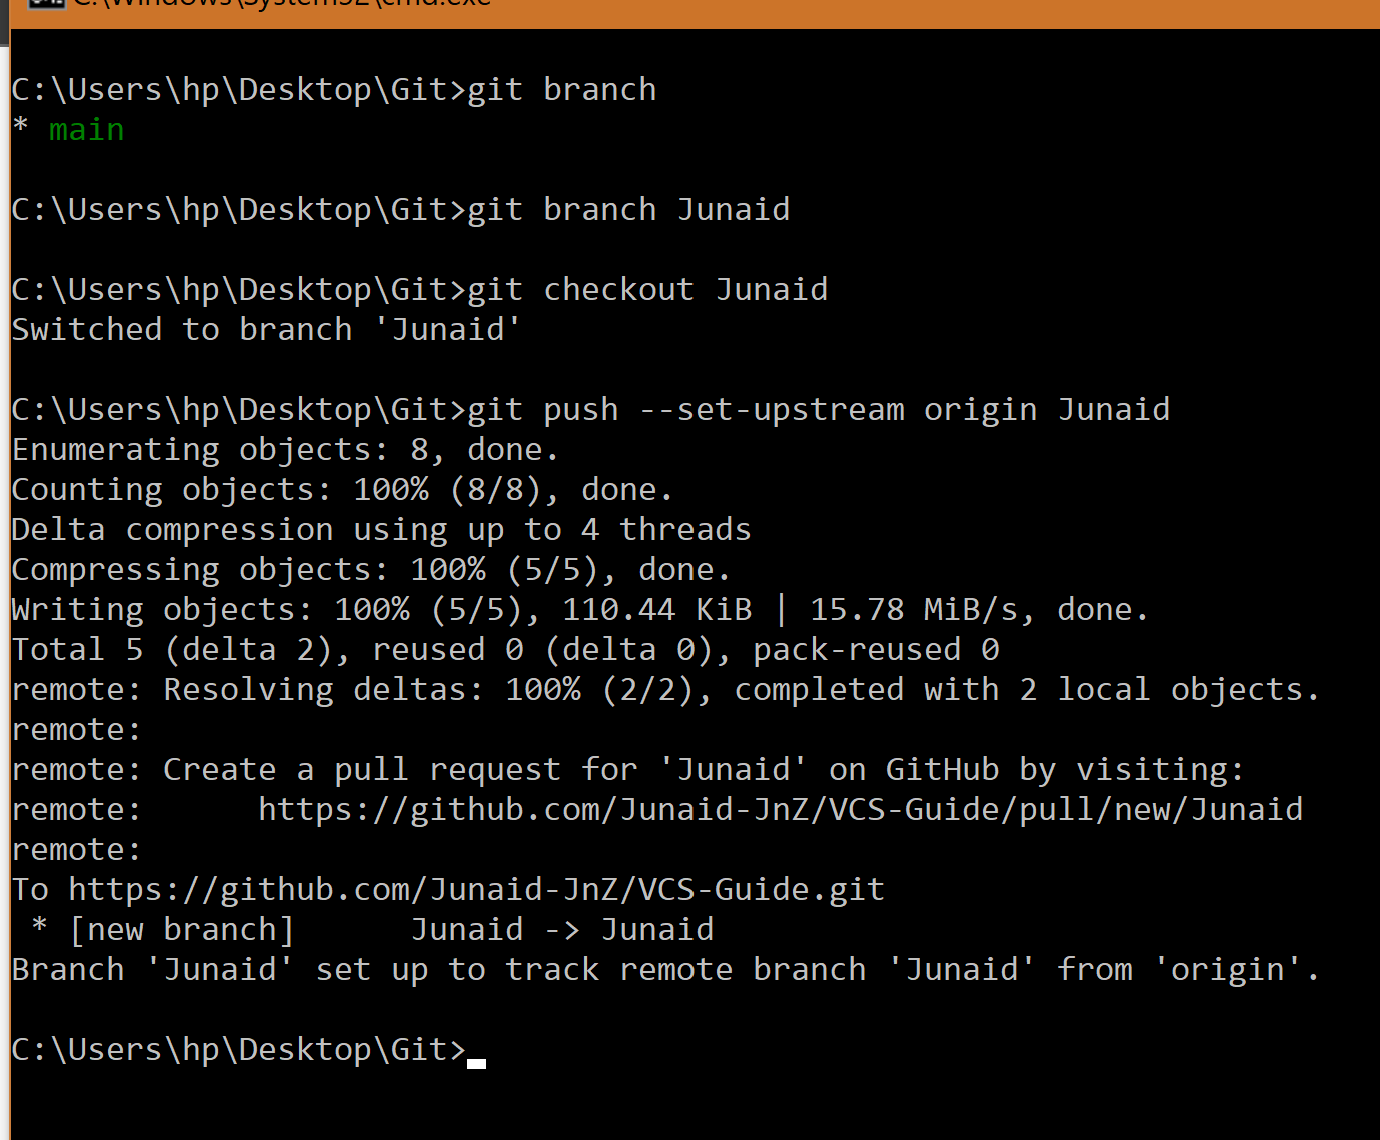 C:\Windows\System32\cmd.exe
C:\Users\hp\Desktop\Git>git branch
* main
C:\Users\hp\Desktop\Git>git branch Junaid
C:\Users\hp\Desktop\Git>git checkout Junaid
Switched to branch 'Junaid'
C:\Users\hp\Desktop\Git>git push --set-upstream origin Junaid
Enumerating objects: 8, done.
Counting objects: 100% (8/8), done.
Delta compression using up to 4 threads
Compressing objects: 100% (5/5), done.
Writing objects: 100% (5/5), 110.44 KiB | 15.78 MiB/s, done.
Total 5 (delta 2), reused 0 (delta 0), pack-reused 0
remote: Resolving deltas: 100% (2/2), completed with 2 local objects.
remote:
remote: Create a pull request for 'Junaid' on GitHub by visiting:
remote:      https://github.com/Junaid-JnZ/VCS-Guide/pull/new/Junaid
remote:
To https://github.com/Junaid-JnZ/VCS-Guide.git
 * [new branch]      Junaid -> Junaid
Branch 'Junaid' set up to track remote branch 'Junaid' from 'origin'.
C:\Users\hp\Desktop\Git>